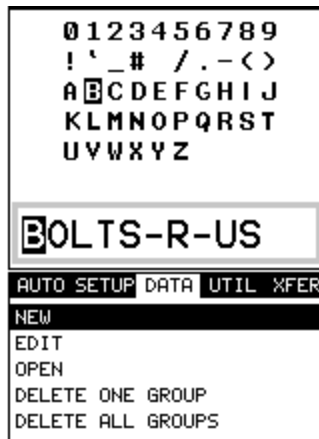 0123456789
!`_# /.-<>
ABCDEFGHIJ
KLMNOPQRST
UVWXYZ
BOLTS-R-US
AUTO SETUP DATA UTIL XFER
NEW
EDIT
OPEN
DELETE ONE GROUP
DELETE ALL GROUPS